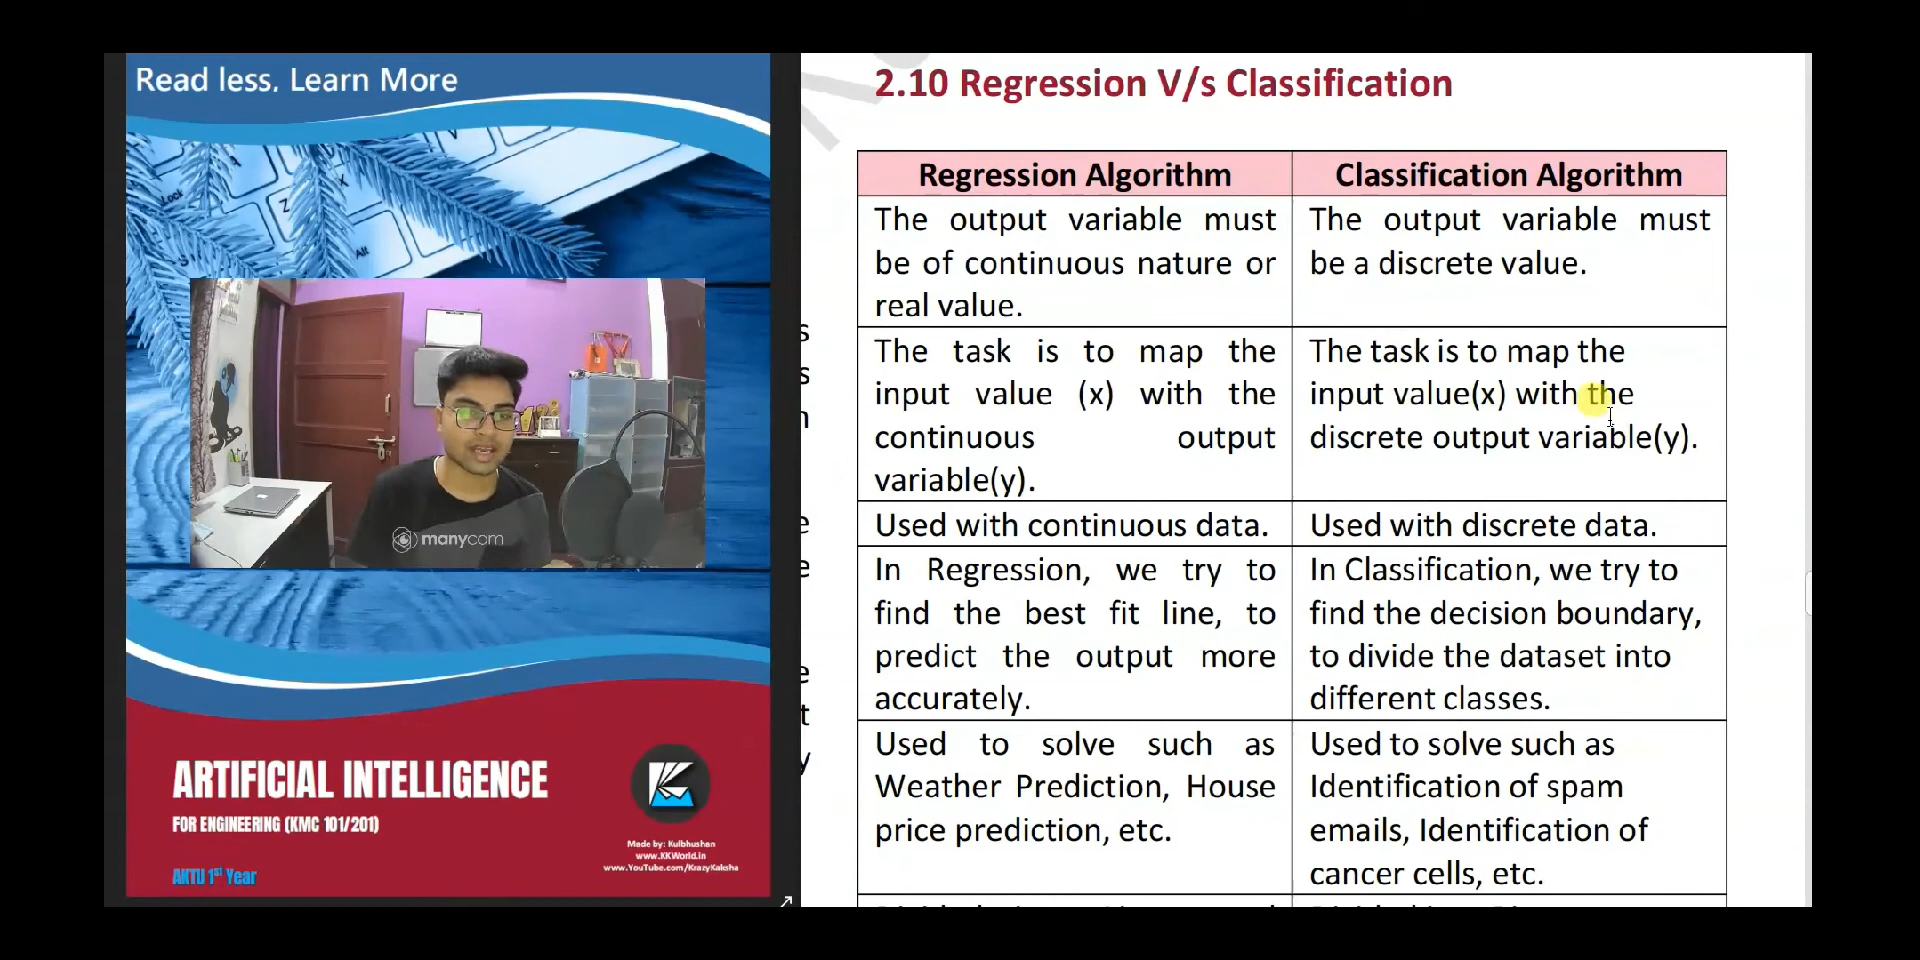 Read less, Learn More
manycam
ARTIFICIAL INTELLIGENCE
FOR ENGINEERING (KMC 101/201)
AKTU 1st Year
Made by: Kulbhushan
www.KKWorld.in
www.YouTube.com/KrazyKaksha
2.10 Regression V/s Classification
Regression Algorithm
Classification Algorithm
The output variable must
be of continuous nature or
real value.
The output variable must
be a discrete value.
The task is to map the
input value (x) with the
continuous output
variable(y).
The task is to map the
input value(x) with the
discrete output variable(y).
Used with continuous data.
Used with discrete data.
In Regression, we try to
find the best fit line, to
predict the output more
accurately.
In Classification, we try to
find the decision boundary,
to divide the dataset into
different classes.
Used to solve such as
Weather Prediction, House
price prediction, etc.
Used to solve such as
Identification of spam
emails, Identification of
cancer cells, etc.